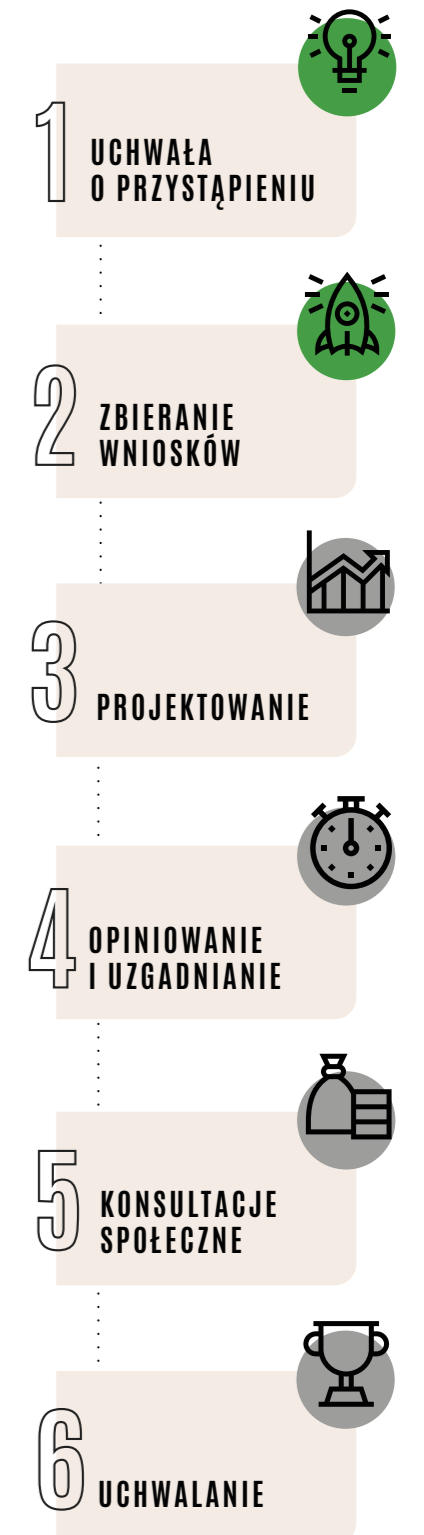 1
UCHWAŁA
O PRZYSTĄPIENIU
2
ZBIERANIE
WNIOSKÓW
3
PROJEKTOWANIE
4
OPINIOWANIE
I UZGADNIANIE
5
KONSULTACJE
SPOŁECZNE
6
UCHWALANIE